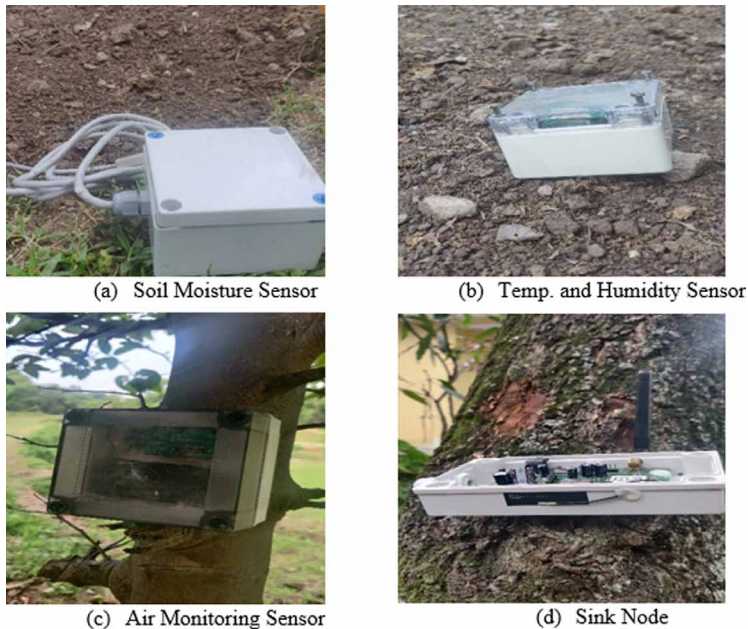 (a) Soil Moisture Sensor
(b) Temp. and Humidity Sensor
(c) Air Monitoring Sensor
(d) Sink Node